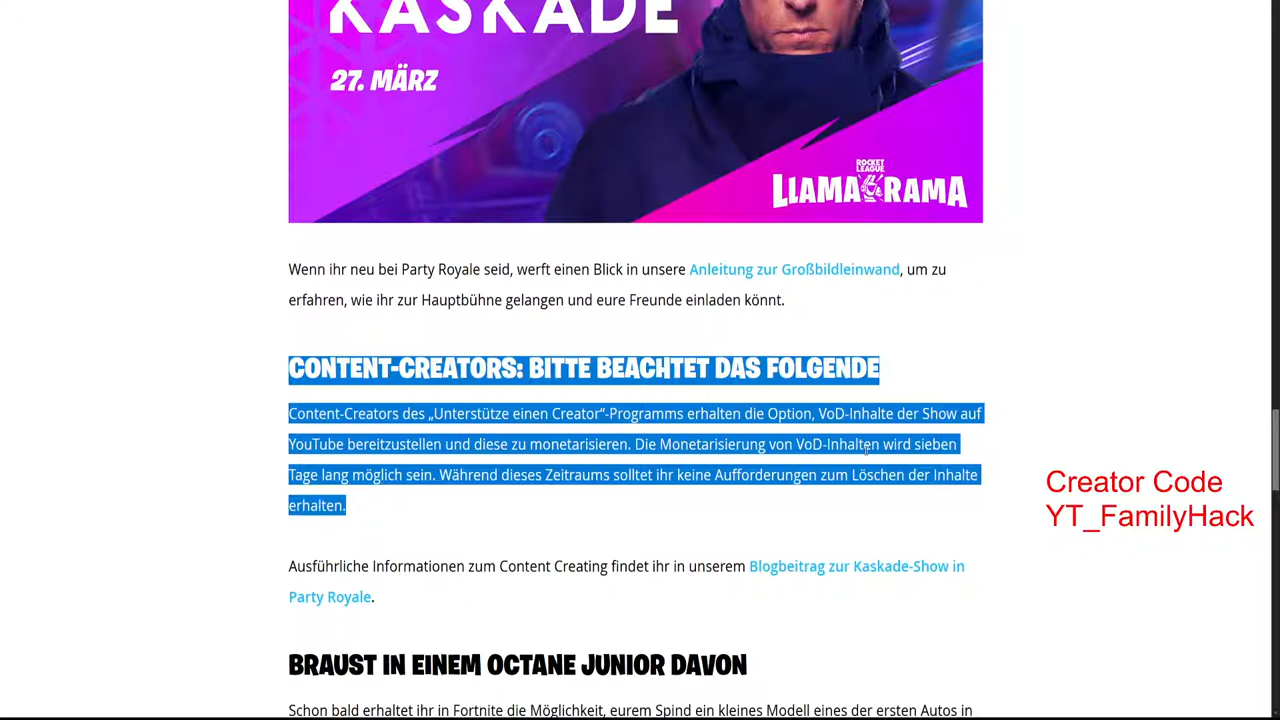 KASKADE
27. MÄRZ
ROCKET
LEAGUE
LLAMA RAMA
Wenn ihr neu bei Party Royale seid, werft einen Blick in unsere Anleitung zur Großbildleinwand, um zu
erfahren, wie ihr zur Hauptbühne gelangen und eure Freunde einladen könnt.
CONTENT-CREATORS: BITTE BEACHTET DAS FOLGENDE
Content-Creators des „Unterstütze einen Creator“-Programms erhalten die Option, VoD-Inhalte der Show auf
YouTube bereitzustellen und diese zu monetarisieren. Die Monetarisierung von VoD-Inhalten wird sieben
Tage lang möglich sein. Während dieses Zeitraums solltet ihr keine Aufforderungen zum Löschen der Inhalte
erhalten.
Creator Code
YT_FamilyHack
Ausführliche Informationen zum Content Creating findet ihr in unserem Blogbeitrag zur Kaskade-Show in
Party Royale.
BRAUST IN EINEM OCTANE JUNIOR DAVON
Schon bald erhaltet ihr in Fortnite die Möglichkeit, eurem Spind ein kleines Modell eines der ersten Autos in